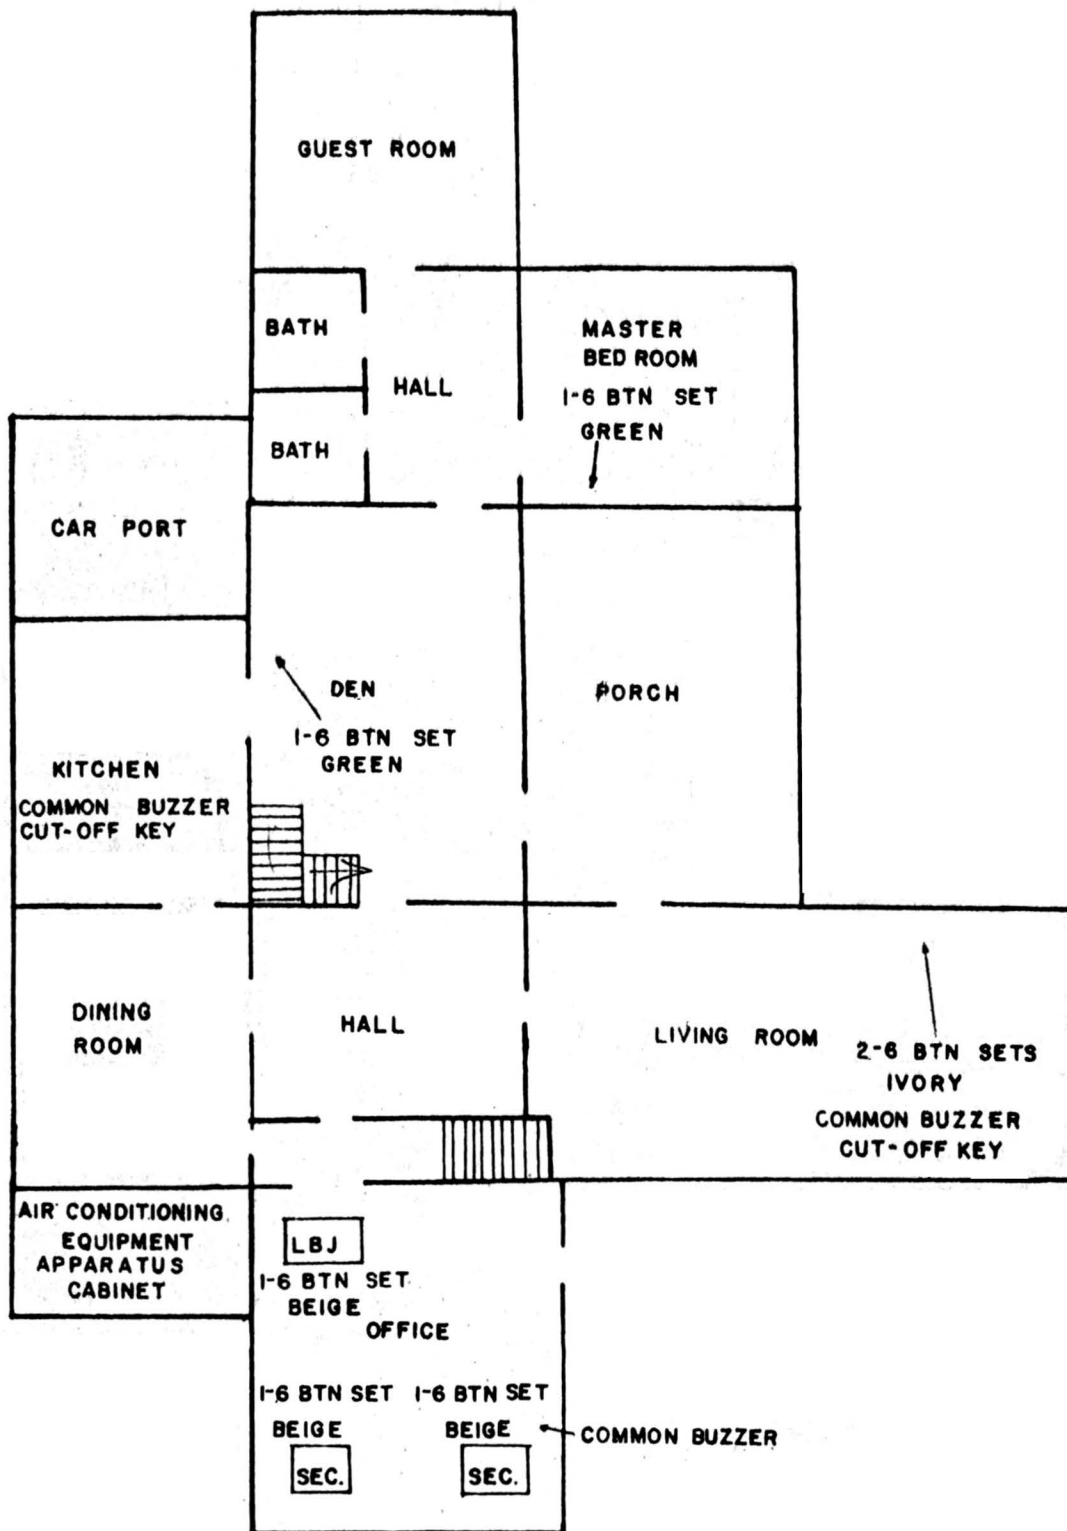 GUEST ROOM
BATH
HALL
MASTER
BED ROOM
1-6 BTN SET
GREEN
BATH
CAR PORT
DEN
1-6 BTN SET
GREEN
PORCH
KITCHEN
COMMON BUZZER
CUT-OFF KEY
DINING
ROOM
HALL
LIVING ROOM
2-6 BTN SETS
IVORY
COMMON BUZZER
CUT-OFF KEY
AIR CONDITIONING
EQUIPMENT
APPARATUS
CABINET
LBJ
1-6 BTN SET
BEIGE
OFFICE
1-6 BTN SET
BEIGE
SEC.
1-6 BTN SET
BEIGE
SEC.
COMMON BUZZER